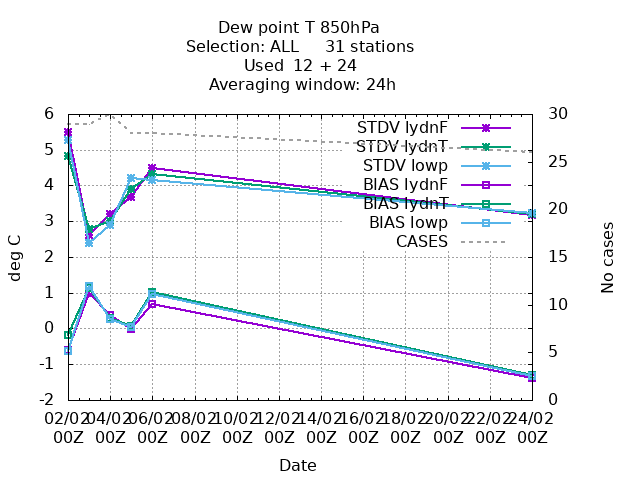 Dew point T 850hPa
Selection: ALL 31 stations
Used 12 + 24
Averaging window: 24h
6
5
4
3
2
1
0
-1
-2
deg C
30
25
20
15
10
5
0
No cases
STDV lydnF
STDV lydnT
STDV lowp
BIAS lydnF
BIAS lydnT
BIAS lowp
CASES
02/02 04/02 06/02 08/02 10/02 12/02 14/02 16/02 18/02 20/02 22/02 24/02
00Z 00Z 00Z 00Z 00Z 00Z 00Z 00Z 00Z 00Z 00Z 00Z
Date